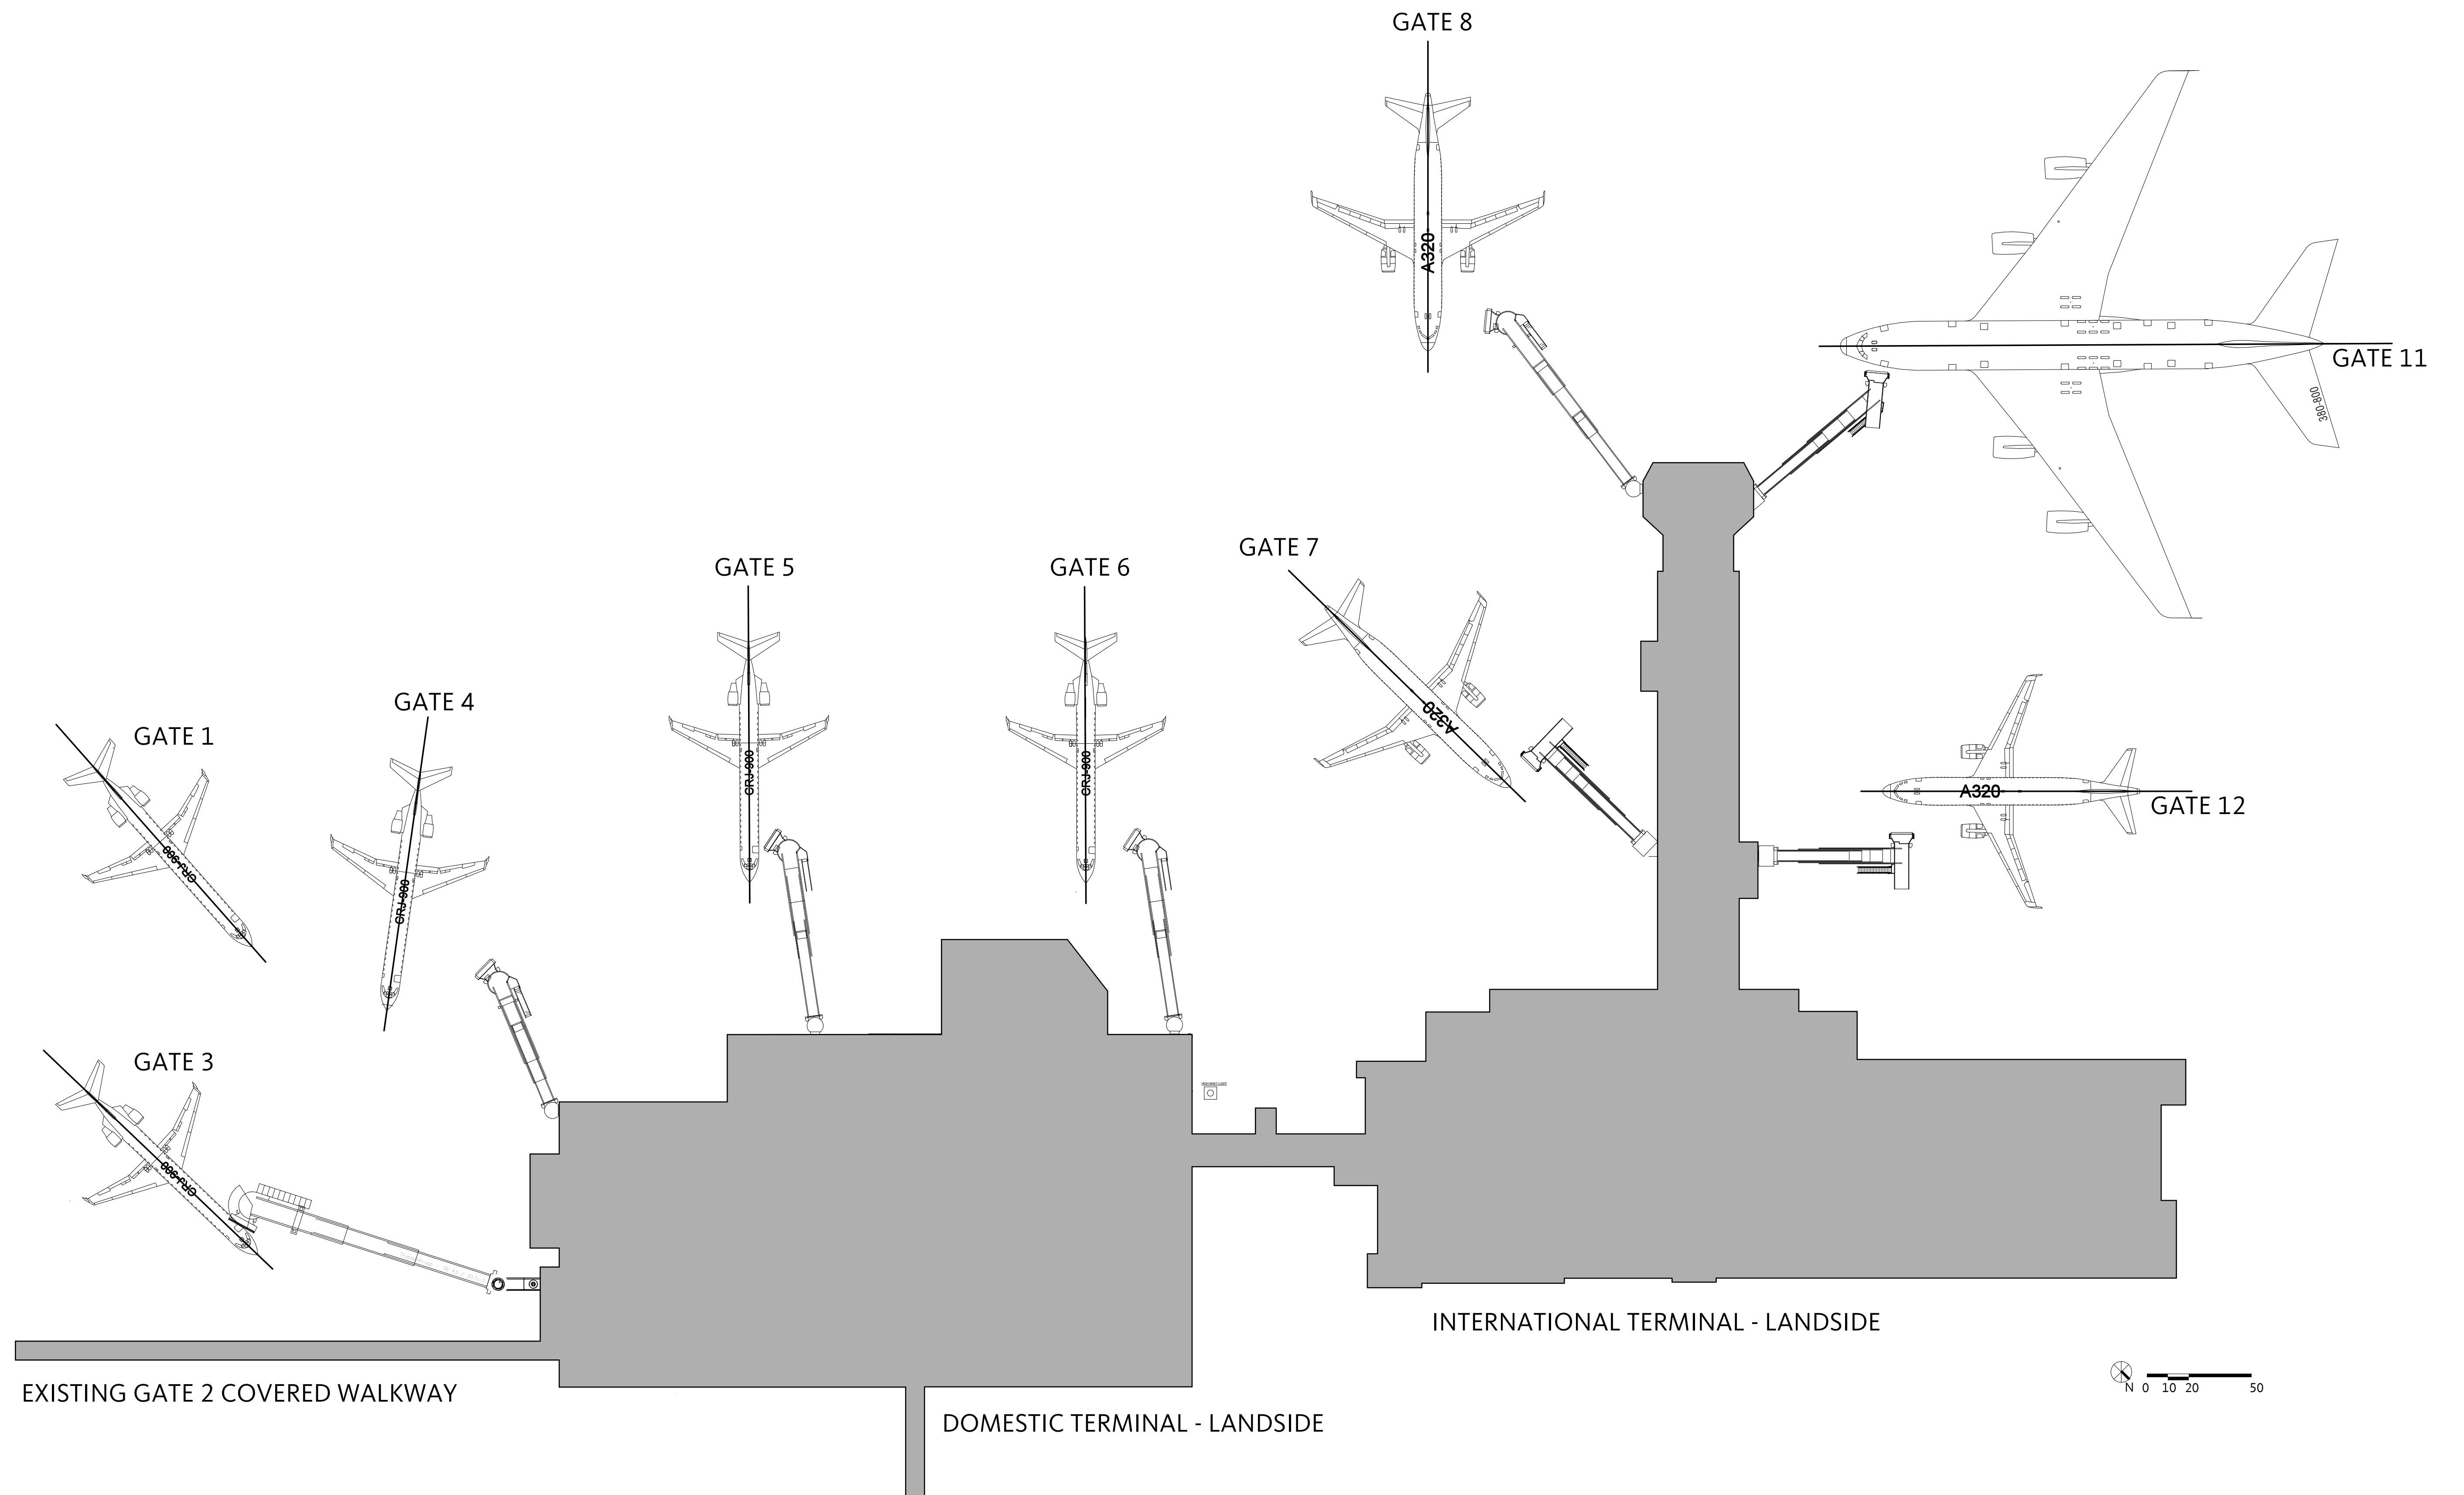 GATE 8
A320
GATE 11
380-800
GATE 7
A320
GATE 5
GATE 6
CRJ-900
CRJ-900
GATE 4
GATE 1
CRJ-900
CRJ-900
A320
GATE 12
GATE 3
CRJ-900
INTERNATIONAL TERMINAL - LANDSIDE
EXISTING GATE 2 COVERED WALKWAY
N 0 10 20 50
DOMESTIC TERMINAL - LANDSIDE